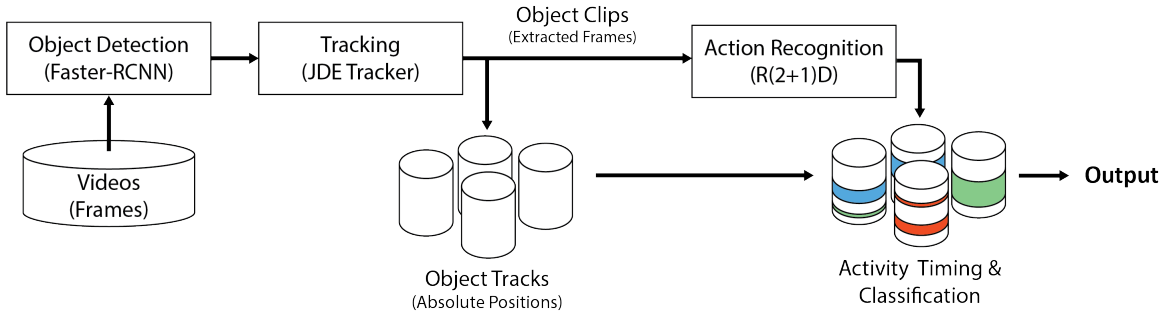 Object Detection
(Faster-RCNN)
Tracking
(JDE Tracker)
Object Clips
(Extracted Frames)
Action Recognition
(R(2+1)D)
Videos
(Frames)
Object Tracks
(Absolute Positions)
Activity Timing &
Classification
Output